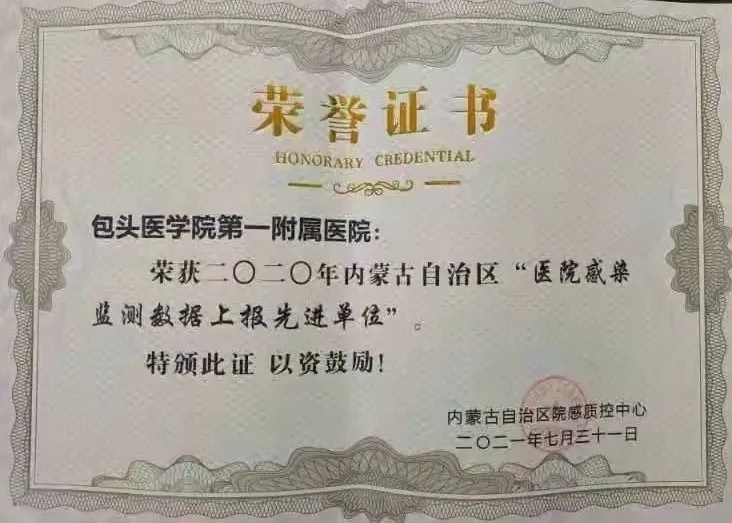 荣誉证书
HONORARY CREDENTIAL
包头医学院第一附属医院：
荣获二〇二〇年内蒙古自治区“医院感染
监测数据上报先进单位”。
特颁此证 以资鼓励！
内蒙古自治区院感质控中心
二〇二一年七月三十一日